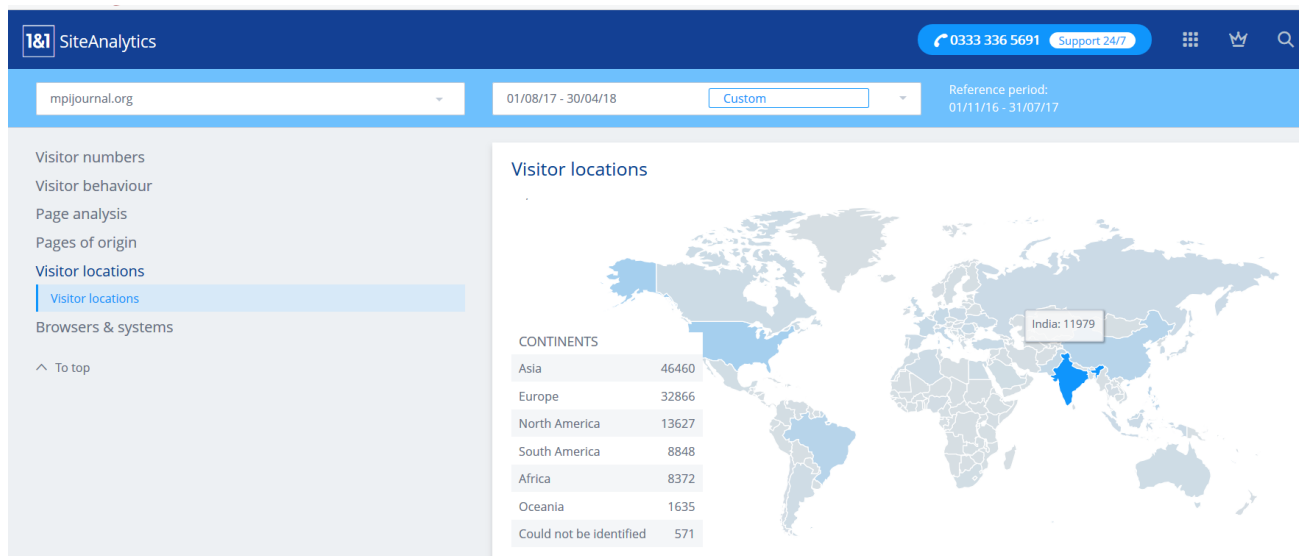 1&1 SiteAnalytics
0333 336 5691 Support 24/7
mpijournal.org
01/08/17 - 30/04/18 Custom
Reference period:
01/11/16 - 31/07/17
Visitor numbers
Visitor behaviour
Page analysis
Pages of origin
Visitor locations
Visitor locations
Browsers & systems
To top
Visitor locations
India: 11979
CONTINENTS
Asia 46460
Europe 32866
North America 13627
South America 8848
Africa 8372
Oceania 1635
Could not be identified 571